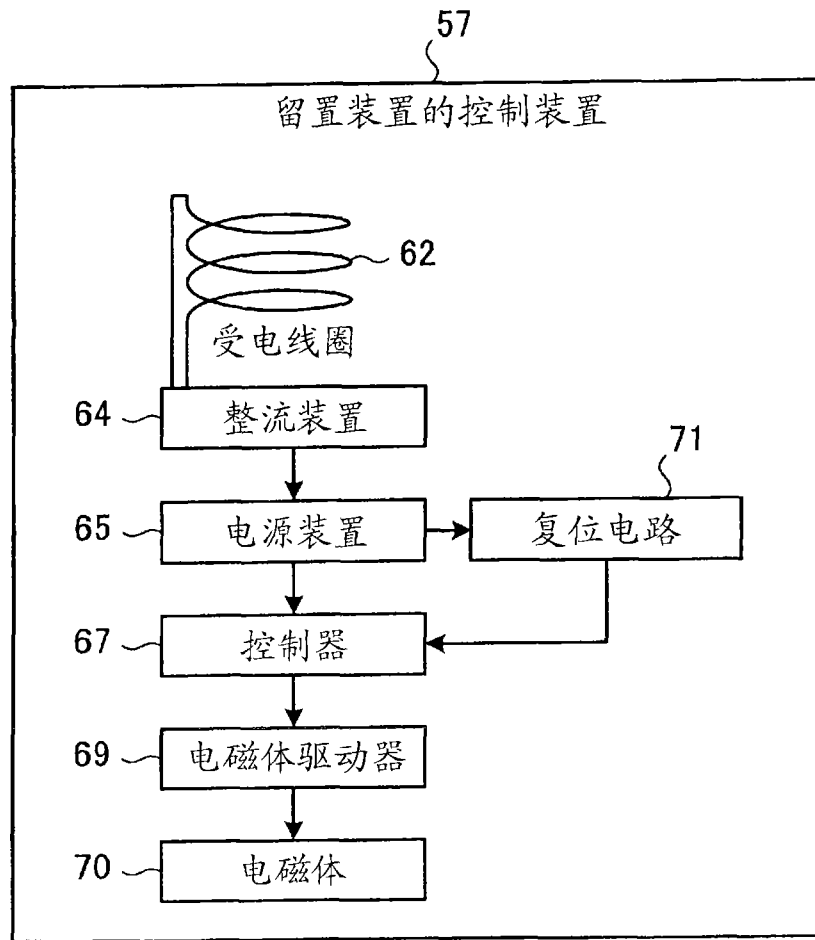 57
留置装置的控制装置
62
受电线圈
64
整流装置
71
65
电源装置
复位电路
67
控制器
69
电磁体驱动器
70
电磁体